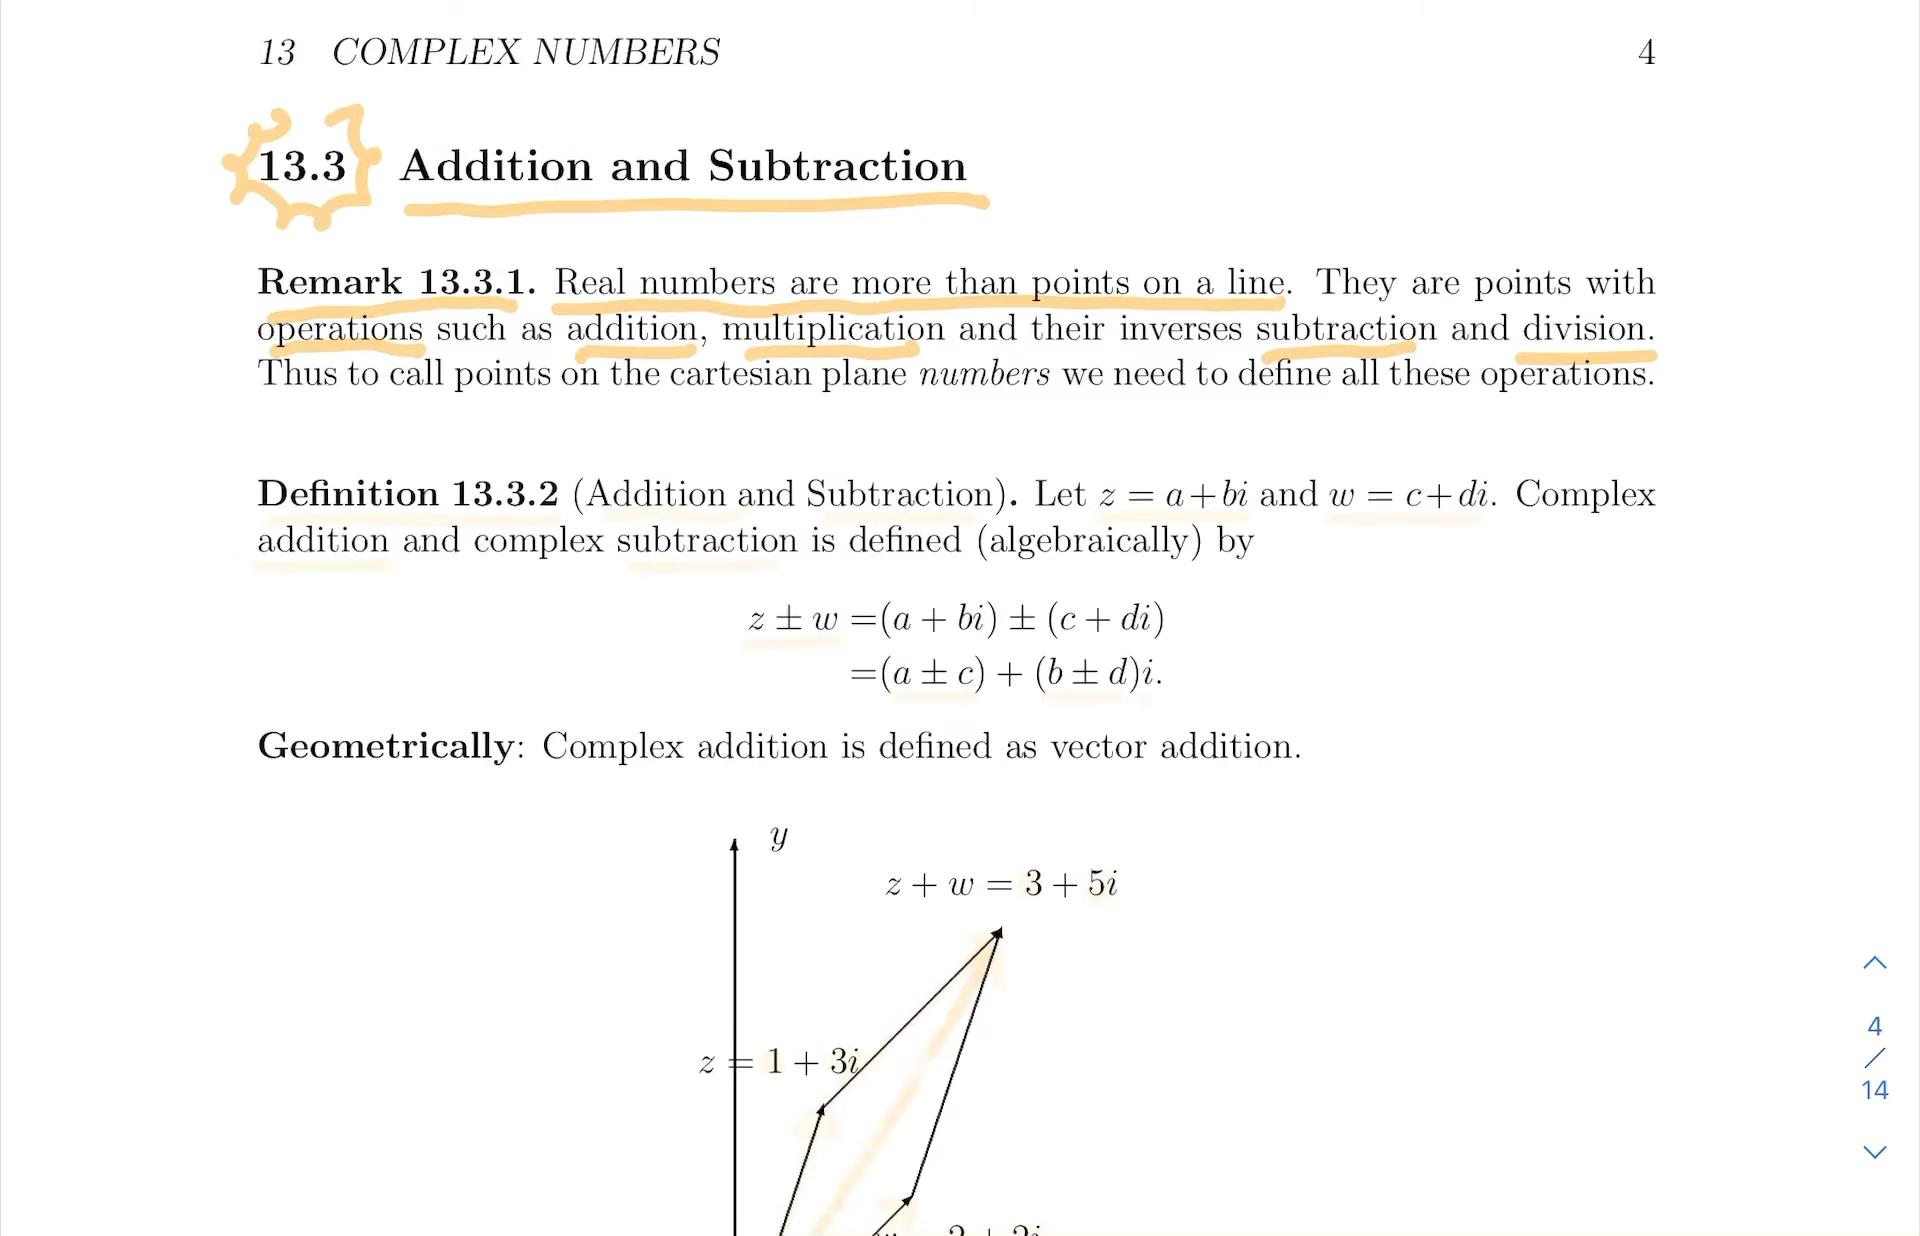 13 COMPLEX NUMBERS 4
13.3 Addition and Subtraction
Remark 13.3.1. Real numbers are more than points on a line. They are points with
operations such as addition, multiplication and their inverses subtraction and division.
Thus to call points on the cartesian plane numbers we need to define all these operations.
Definition 13.3.2 (Addition and Subtraction). Let z = a+bi and w = c+di. Complex
addition and complex subtraction is defined (algebraically) by
z ± w =(a + bi) ± (c + di)
=(a ± c) + (b ± d)i.
Geometrically: Complex addition is defined as vector addition.
y
z + w = 3 + 5i
z = 1 + 3i
4
/
14